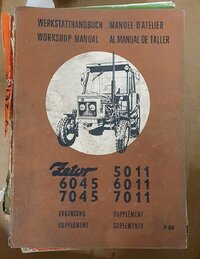 WERKSTATTHANDBUCH MANUEL D'ATELIER
WORKSHOP MANUAL AL MANUAL DE TALLER
Zetor 5011
6045 6011
7045 7011
ERGÄNZUNG SUPPLEMENT
SUPPLEMENT SUPLEMENTO